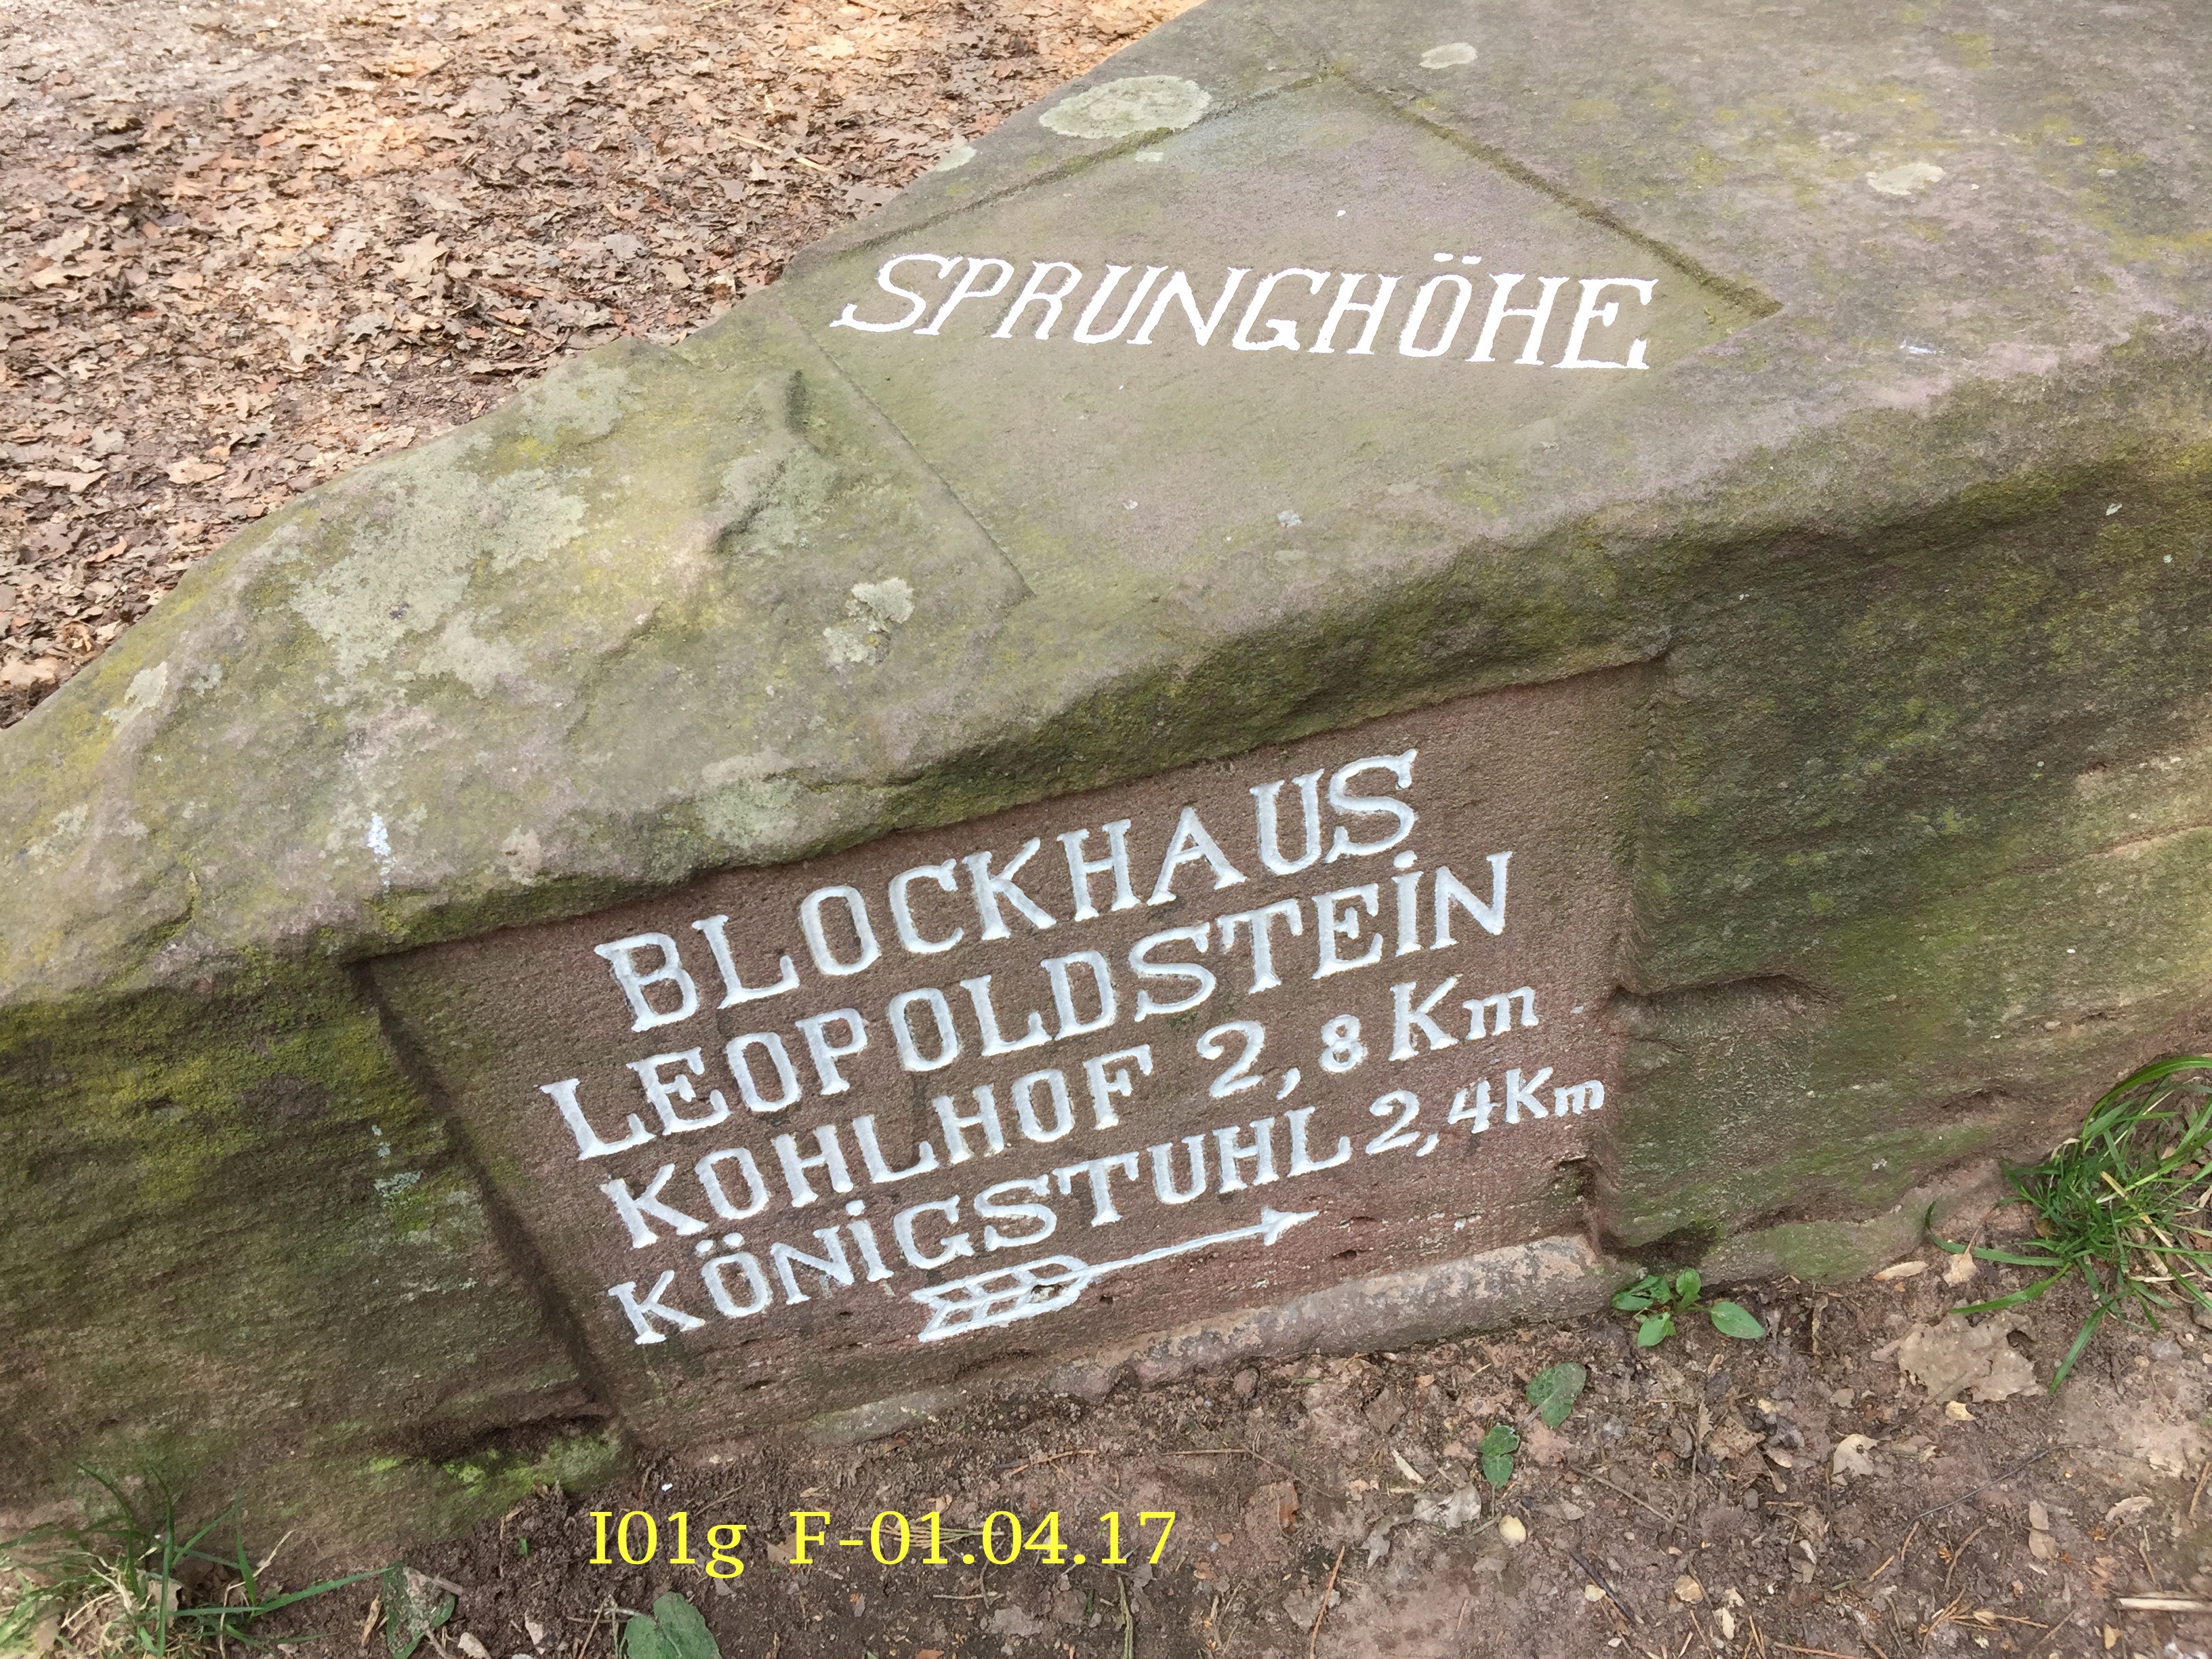 SPRUNGHÖHE
BLOCKHAUS
LEOPOLDSTEiN
KOHLHOF 2,8 Km
KÖNiGSTUHL 2,4 Km
I01g F-01.04.17